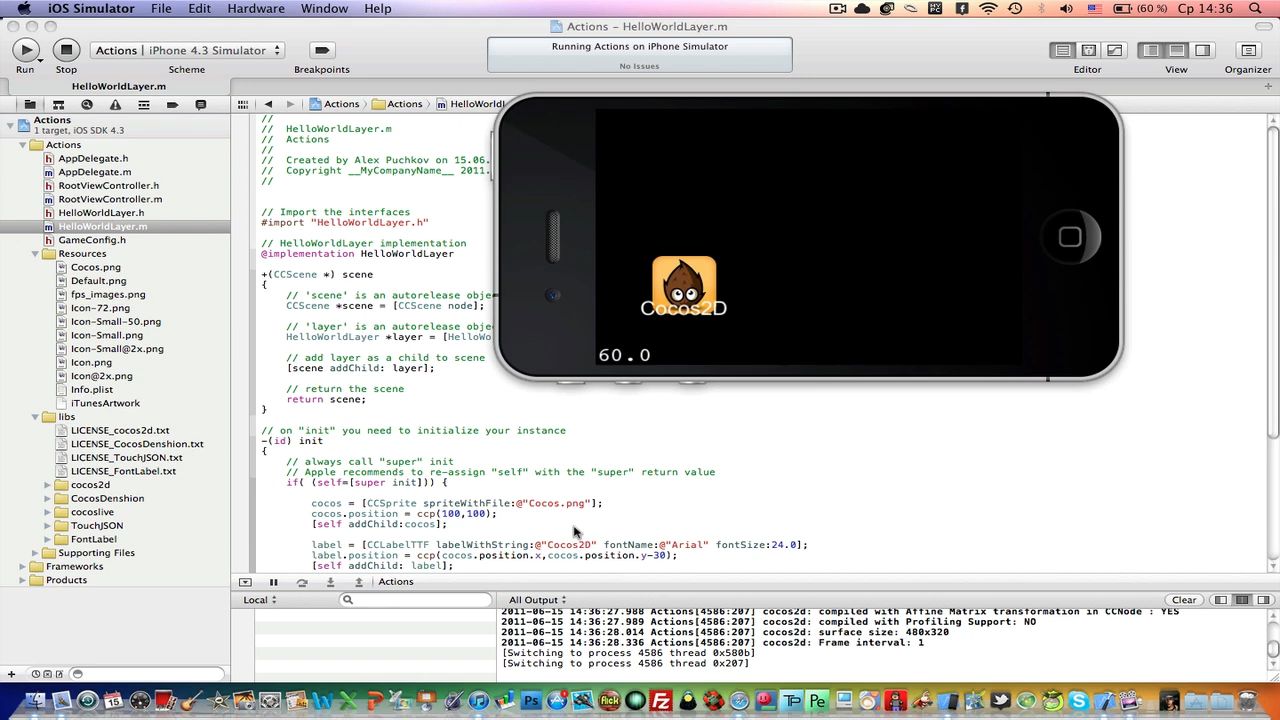 iOS Simulator File Edit Hardware Window Help (60 %) Ср 14:36
Actions – HelloWorldLayer.m
Actions | iPhone 4.3 Simulator
Running Actions on iPhone Simulator
No Issues
Run Stop Scheme Breakpoints Editor View Organizer
HelloWorldLayer.m
Actions
1 target, iOS SDK 4.3
Actions
AppDelegate.h
AppDelegate.m
RootViewController.h
RootViewController.m
HelloWorldLayer.h
HelloWorldLayer.m
GameConfig.h
Resources
Cocos.png
Default.png
fps_images.png
Icon-72.png
Icon-Small-50.png
Icon-Small.png
Icon-Small@2x.png
Icon.png
Icon@2x.png
Info.plist
iTunesArtwork
libs
LICENSE_cocos2d.txt
LICENSE_CocosDenshion.txt
LICENSE_TouchJSON.txt
LICENSE_FontLabel.txt
cocos2d
CocosDenshion
cocoslive
TouchJSON
FontLabel
Supporting Files
Frameworks
Products
Actions Actions HelloWorldL
//
// HelloWorldLayer.m
// Actions
//
// Created by Alex Puchkov on 15.06.
// Copyright __MyCompanyName__ 2011.
//
// Import the interfaces
#import "HelloWorldLayer.h"
// HelloWorldLayer implementation
@implementation HelloWorldLayer
+(CCScene *) scene
{
// 'scene' is an autorelease obje
CCScene *scene = [CCScene node];
// 'layer' is an autorelease obje
HelloWorldLayer *layer = [HelloWo
// add layer as a child to scene
[scene addChild: layer];
// return the scene
return scene;
}
// on "init" you need to initialize your instance
-(id) init
{
// always call "super" init
// Apple recommends to re-assign "self" with the "super" return value
if( (self=[super init])) {
cocos = [CCSprite spriteWithFile:@"Cocos.png"];
cocos.position = ccp(100,100);
[self addChild:cocos];
label = [CCLabelTTF labelWithString:@"Cocos2D" fontName:@"Arial" fontSize:24.0];
label.position = ccp(cocos.position.x,cocos.position.y-30);
[self addChild: label];
Cocos2D
60.0
Actions
Local
All Output
Clear
2011-06-15 14:36:27.988 Actions[4586:207] cocos2d: compiled with Affine Matrix transformation in CCNode : YES
2011-06-15 14:36:27.989 Actions[4586:207] cocos2d: compiled with Profiling Support: NO
2011-06-15 14:36:28.014 Actions[4586:207] cocos2d: surface size: 480x320
2011-06-15 14:36:28.336 Actions[4586:207] cocos2d: Frame interval: 1
[Switching to process 4586 thread 0x580b]
[Switching to process 4586 thread 0x207]